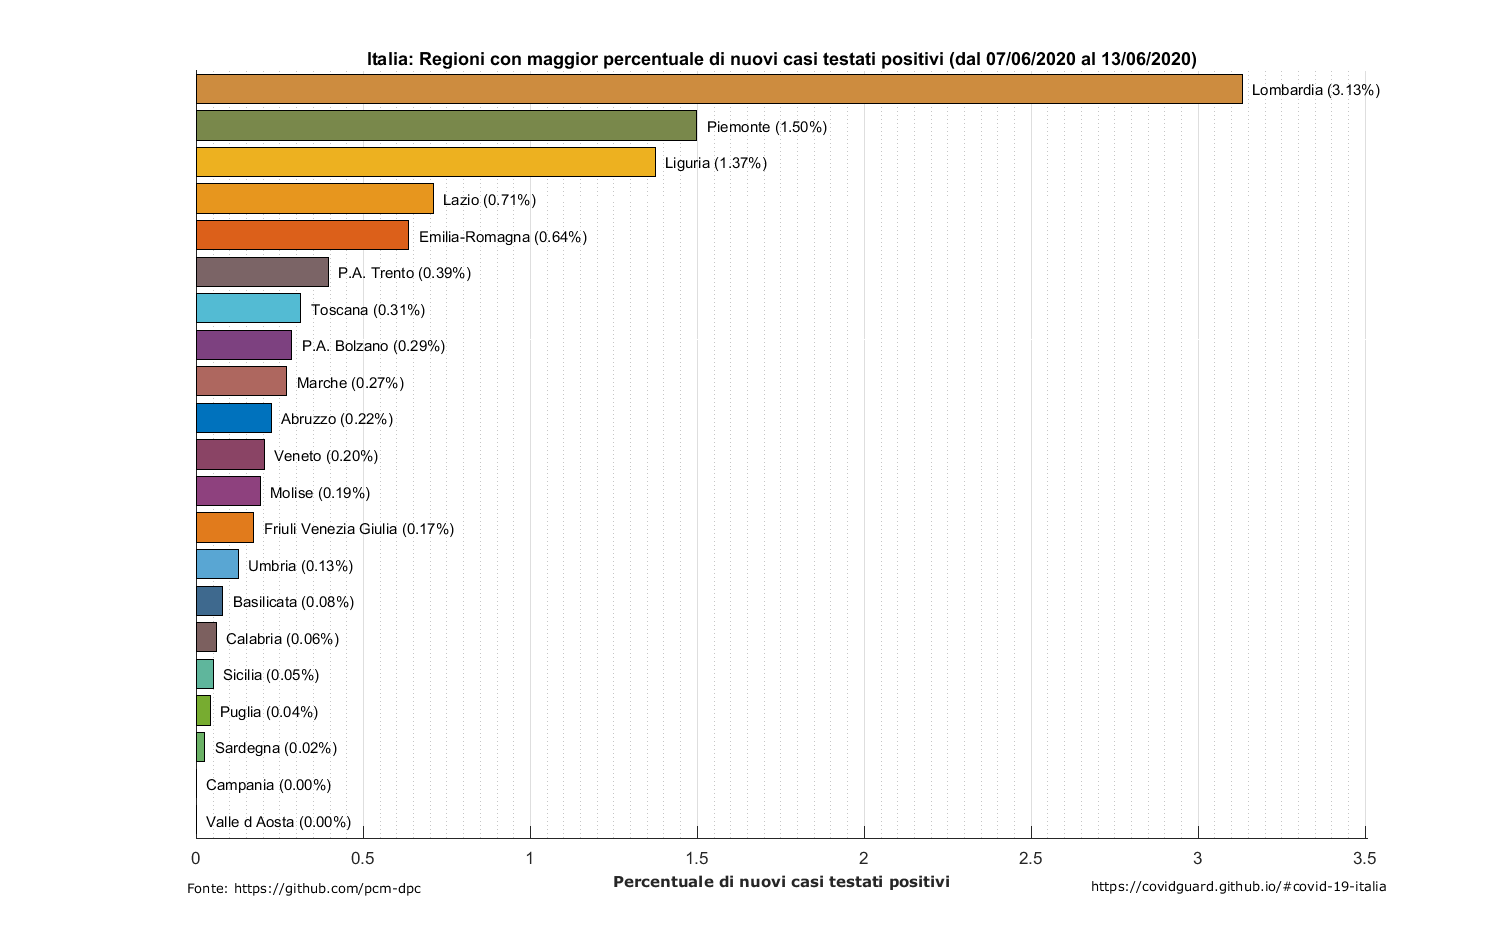 Italia: Regioni con maggior percentuale di nuovi casi testati positivi (dal 07/06/2020 al 13/06/2020)
Lombardia (3.13%)
Piemonte (1.50%)
Liguria (1.37%)
Lazio (0.71%)
Emilia-Romagna (0.64%)
P.A. Trento (0.39%)
Toscana (0.31%)
P.A. Bolzano (0.29%)
Marche (0.27%)
Abruzzo (0.22%)
Veneto (0.20%)
Molise (0.19%)
Friuli Venezia Giulia (0.17%)
Umbria (0.13%)
Basilicata (0.08%)
Calabria (0.06%)
Sicilia (0.05%)
Puglia (0.04%)
Sardegna (0.02%)
Campania (0.00%)
Valle d Aosta (0.00%)
0 0.5 1 1.5 2 2.5 3 3.5
Percentuale di nuovi casi testati positivi
Fonte: https://github.com/pcm-dpc
https://covidguard.github.io/#covid-19-italia